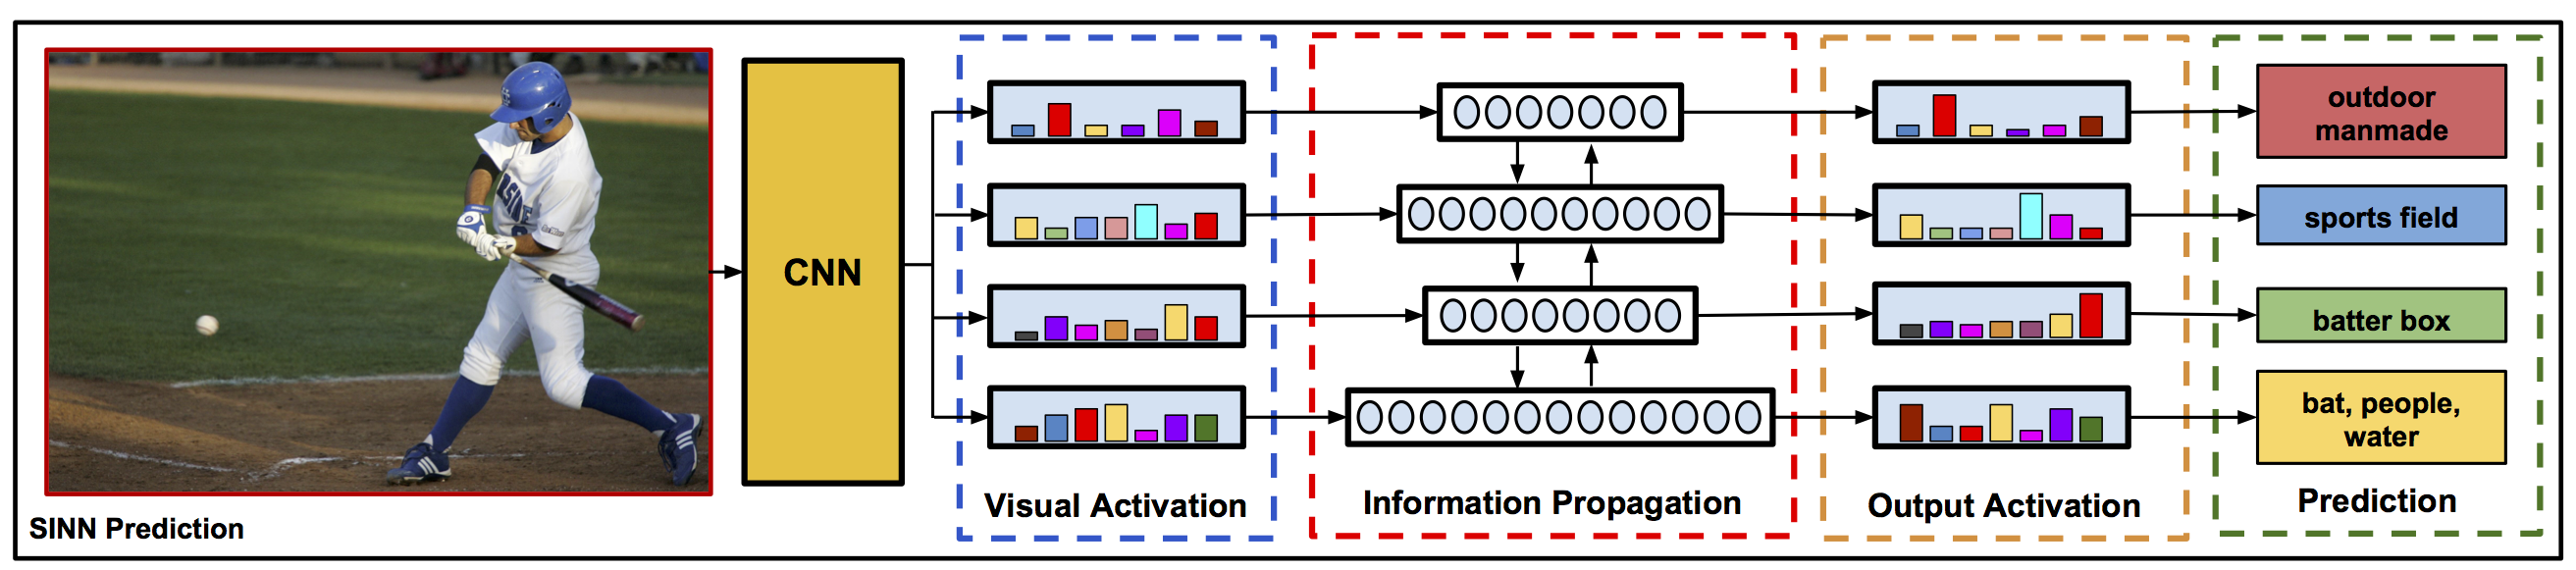 SINN Prediction
CNN
Visual Activation
Information Propagation
Output Activation
outdoor
manmade
sports field
batter box
bat, people,
water
Prediction